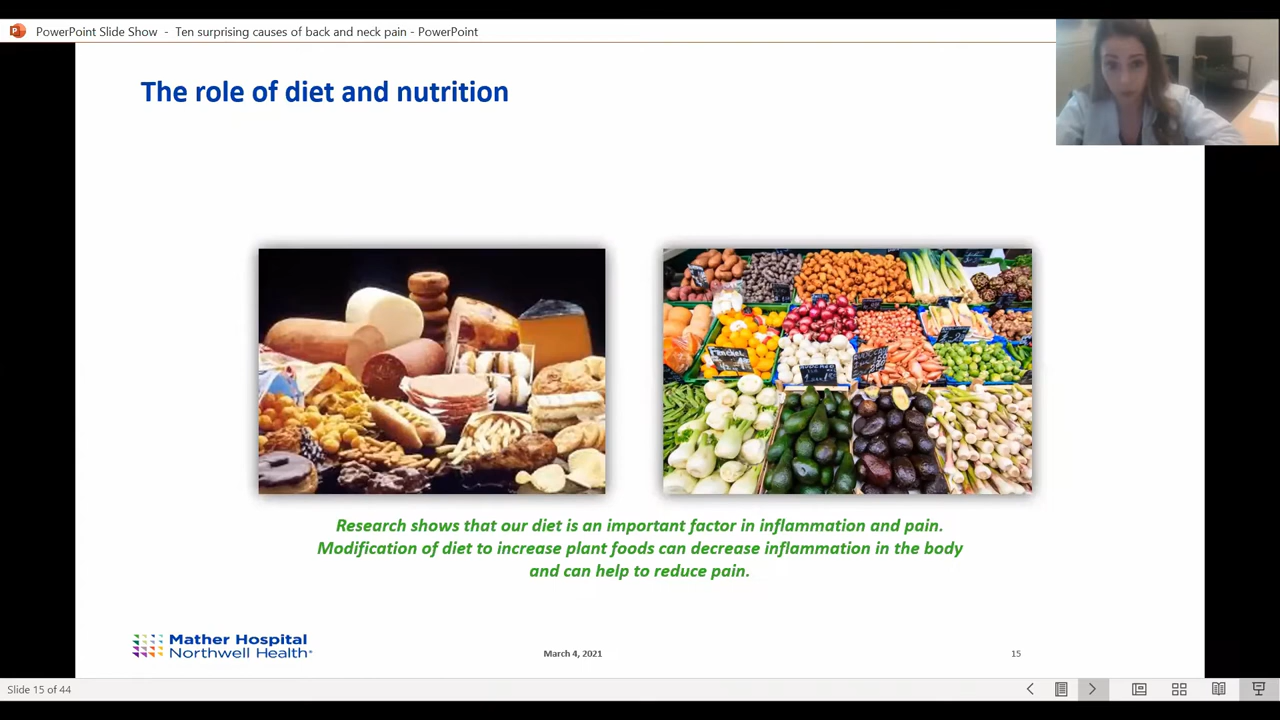 PowerPoint Slide Show - Ten surprising causes of back and neck pain - PowerPoint
The role of diet and nutrition
Research shows that our diet is an important factor in inflammation and pain.
Modification of diet to increase plant foods can decrease inflammation in the body
and can help to reduce pain.
Mather Hospital
Northwell Health
March 4, 2021
15
Slide 15 of 44